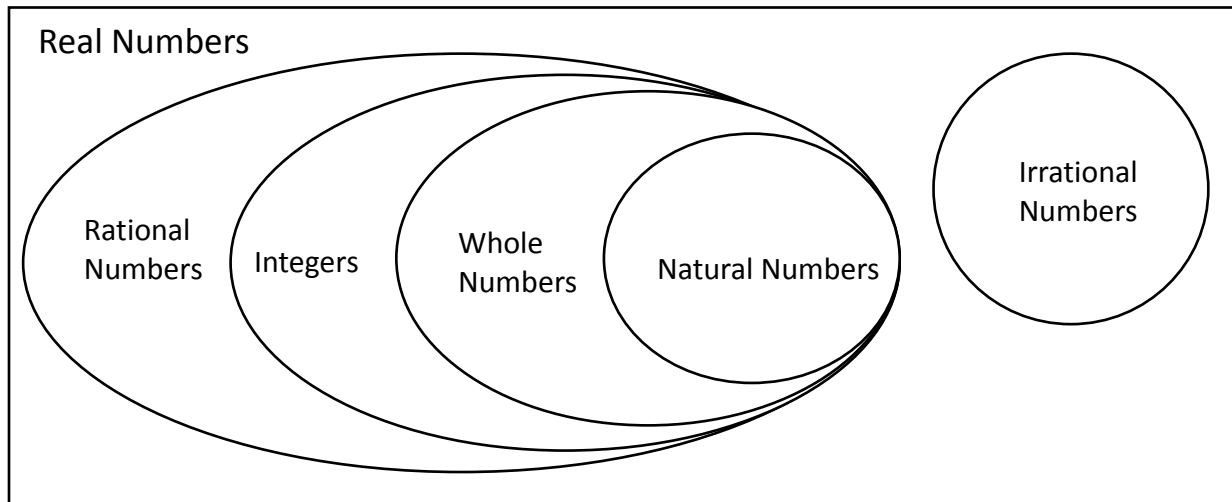 Real Numbers
Rational
Numbers
Integers
Whole
Numbers
Natural Numbers
Irrational
Numbers